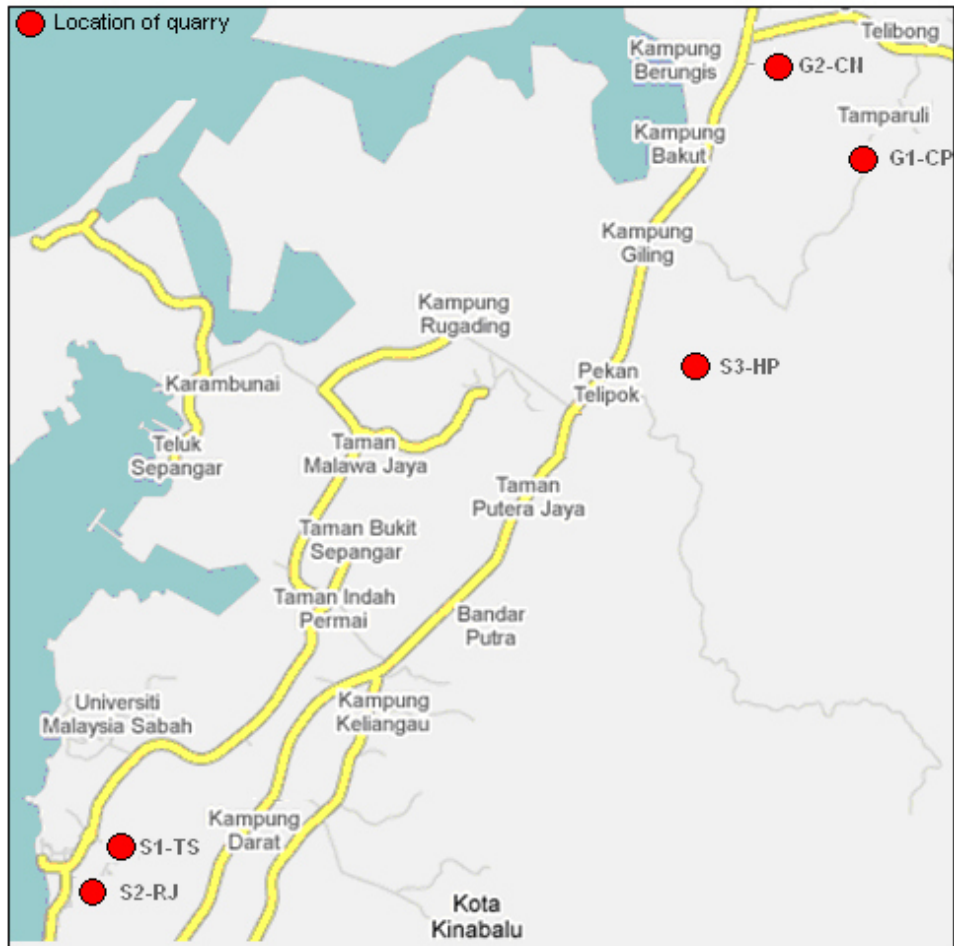 Location of quarry
Telibong
Kampung
Berungis
G2-CN
Tamparuli
Kampung
Bakut
G1-CP
Kampung
Giling
Kampung
Rugading
Karambunai
Pekan
Telipok
S3-HP
Teluk
Sepangar
Taman
Malawa Jaya
Taman
Putera Jaya
Taman Bukit
Sepangar
Taman Indah
Permai
Bandar
Putra
Universiti
Malaysia Sabah
Kampung
Keliangau
Kampung
Darat
S1-TS
S2-RJ
Kota
Kinabalu